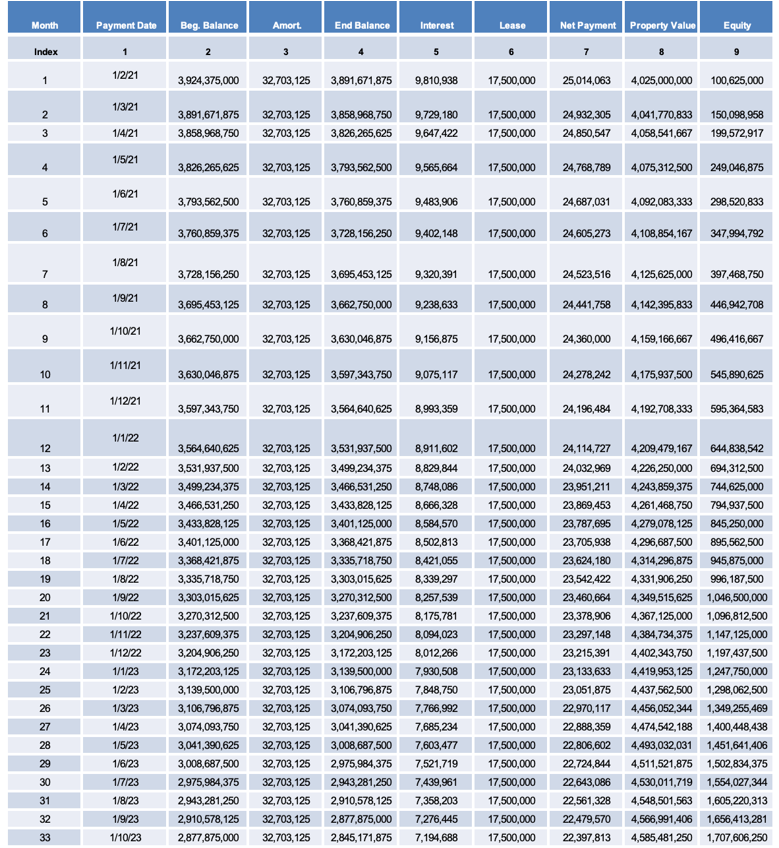 Month Payment Date Beg. Balance Amort. End Balance Interest Lease Net Payment Property Value Equity
Index 1 2 3 4 5 6 7 8 9
1 1/2/21 3,924,375,000 32,703,125 3,891,671,875 9,810,938 17,500,000 25,014,063 4,025,000,000 100,625,000
2 1/3/21 3,891,671,875 32,703,125 3,858,968,750 9,729,180 17,500,000 24,932,305 4,041,770,833 150,098,958
3 1/4/21 3,858,968,750 32,703,125 3,826,265,625 9,647,422 17,500,000 24,850,547 4,058,541,667 199,572,917
4 1/5/21 3,826,265,625 32,703,125 3,793,562,500 9,565,664 17,500,000 24,768,789 4,075,312,500 249,046,875
5 1/6/21 3,793,562,500 32,703,125 3,760,859,375 9,483,906 17,500,000 24,687,031 4,092,083,333 298,520,833
6 1/7/21 3,760,859,375 32,703,125 3,728,156,250 9,402,148 17,500,000 24,605,273 4,108,854,167 347,994,792
7 1/8/21 3,728,156,250 32,703,125 3,695,453,125 9,320,391 17,500,000 24,523,516 4,125,625,000 397,468,750
8 1/9/21 3,695,453,125 32,703,125 3,662,750,000 9,238,633 17,500,000 24,441,758 4,142,395,833 446,942,708
9 1/10/21 3,662,750,000 32,703,125 3,630,046,875 9,156,875 17,500,000 24,360,000 4,159,166,667 496,416,667
10 1/11/21 3,630,046,875 32,703,125 3,597,343,750 9,075,117 17,500,000 24,278,242 4,175,937,500 545,890,625
11 1/12/21 3,597,343,750 32,703,125 3,564,640,625 8,993,359 17,500,000 24,196,484 4,192,708,333 595,364,583
12 1/1/22 3,564,640,625 32,703,125 3,531,937,500 8,911,602 17,500,000 24,114,727 4,209,479,167 644,838,542
13 1/2/22 3,531,937,500 32,703,125 3,499,234,375 8,829,844 17,500,000 24,032,969 4,226,250,000 694,312,500
14 1/3/22 3,499,234,375 32,703,125 3,466,531,250 8,748,086 17,500,000 23,951,211 4,243,859,375 744,625,000
15 1/4/22 3,466,531,250 32,703,125 3,433,828,125 8,666,328 17,500,000 23,869,453 4,261,468,750 794,937,500
16 1/5/22 3,433,828,125 32,703,125 3,401,125,000 8,584,570 17,500,000 23,787,695 4,279,078,125 845,250,000
17 1/6/22 3,401,125,000 32,703,125 3,368,421,875 8,502,813 17,500,000 23,705,938 4,296,687,500 895,562,500
18 1/7/22 3,368,421,875 32,703,125 3,335,718,750 8,421,055 17,500,000 23,624,180 4,314,296,875 945,875,000
19 1/8/22 3,335,718,750 32,703,125 3,303,015,625 8,339,297 17,500,000 23,542,422 4,331,906,250 996,187,500
20 1/9/22 3,303,015,625 32,703,125 3,270,312,500 8,257,539 17,500,000 23,460,664 4,349,515,625 1,046,500,000
21 1/10/22 3,270,312,500 32,703,125 3,237,609,375 8,175,781 17,500,000 23,378,906 4,367,125,000 1,096,812,500
22 1/11/22 3,237,609,375 32,703,125 3,204,906,250 8,094,023 17,500,000 23,297,148 4,384,734,375 1,147,125,000
23 1/12/22 3,204,906,250 32,703,125 3,172,203,125 8,012,266 17,500,000 23,215,391 4,402,343,750 1,197,437,500
24 1/1/23 3,172,203,125 32,703,125 3,139,500,000 7,930,508 17,500,000 23,133,633 4,419,953,125 1,247,750,000
25 1/2/23 3,139,500,000 32,703,125 3,106,796,875 7,848,750 17,500,000 23,051,875 4,437,562,500 1,298,062,500
26 1/3/23 3,106,796,875 32,703,125 3,074,093,750 7,766,992 17,500,000 22,970,117 4,456,052,344 1,349,255,469
27 1/4/23 3,074,093,750 32,703,125 3,041,390,625 7,685,234 17,500,000 22,888,359 4,474,542,188 1,400,448,438
28 1/5/23 3,041,390,625 32,703,125 3,008,687,500 7,603,477 17,500,000 22,806,602 4,493,032,031 1,451,641,406
29 1/6/23 3,008,687,500 32,703,125 2,975,984,375 7,521,719 17,500,000 22,724,844 4,511,521,875 1,502,834,375
30 1/7/23 2,975,984,375 32,703,125 2,943,281,250 7,439,961 17,500,000 22,643,086 4,530,011,719 1,554,027,344
31 1/8/23 2,943,281,250 32,703,125 2,910,578,125 7,358,203 17,500,000 22,561,328 4,548,501,563 1,605,220,313
32 1/9/23 2,910,578,125 32,703,125 2,877,875,000 7,276,445 17,500,000 22,479,570 4,566,991,406 1,656,413,281
33 1/10/23 2,877,875,000 32,703,125 2,845,171,875 7,194,688 17,500,000 22,397,813 4,585,481,250 1,707,606,250